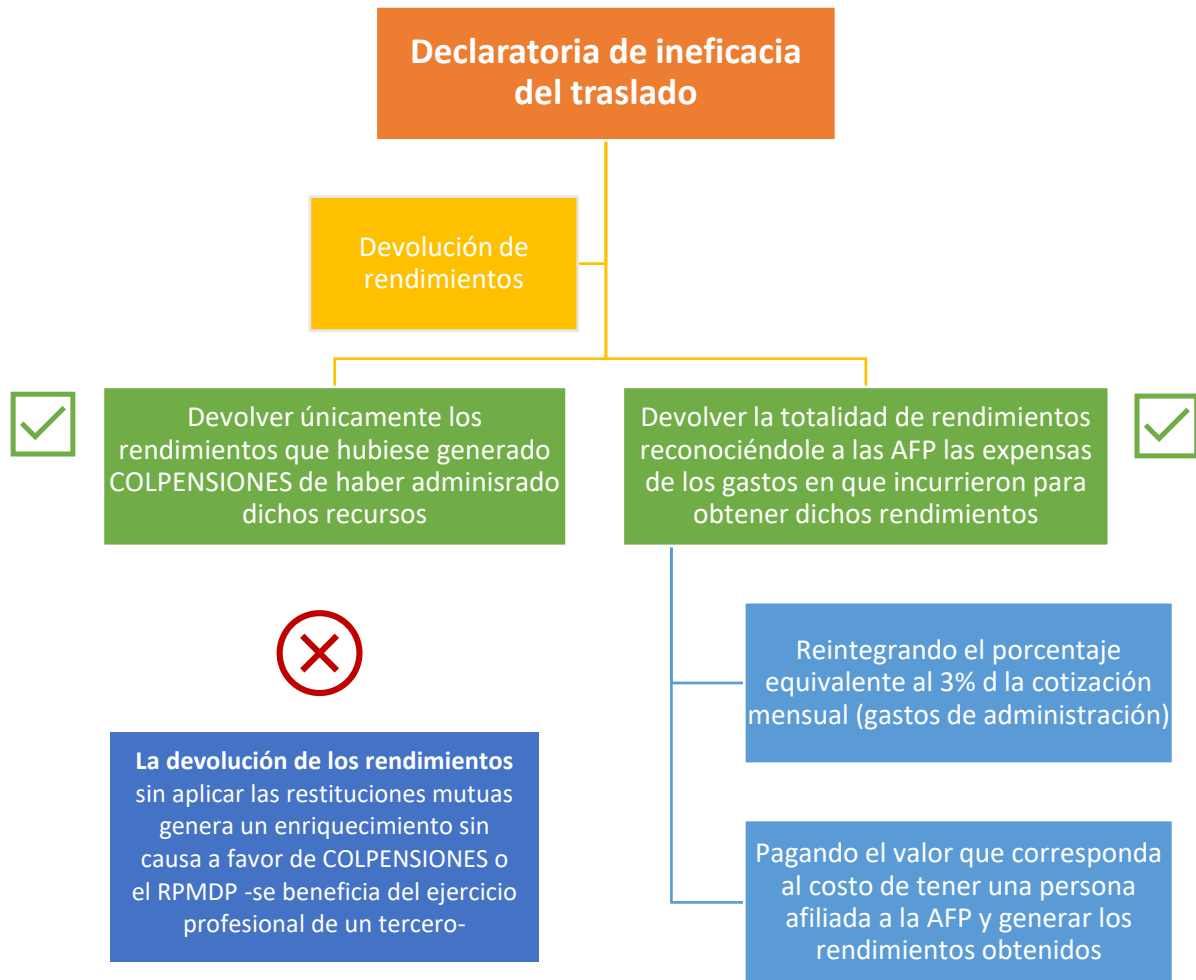 Declaratoria de ineficacia
del traslado
Devolución de
rendimientos
Devolver únicamente los
rendimientos que hubiese generado
COLPENSIONES de haber adminisrado
dichos recursos
Devolver la totalidad de rendimientos
reconociéndole a las AFP las expensas
de los gastos en que incurrieron para
obtener dichos rendimientos
La devolución de los rendimientos
sin aplicar las restituciones mutuas
genera un enriquecimiento sin
causa a favor de COLPENSIONES o
el RPMDP -se beneficia del ejercicio
profesional de un tercero-
Reintegrando el porcentaje
equivalente al 3% d la cotización
mensual (gastos de administración)
Pagando el valor que corresponda
al costo de tener una persona
afiliada a la AFP y generar los
rendimientos obtenidos